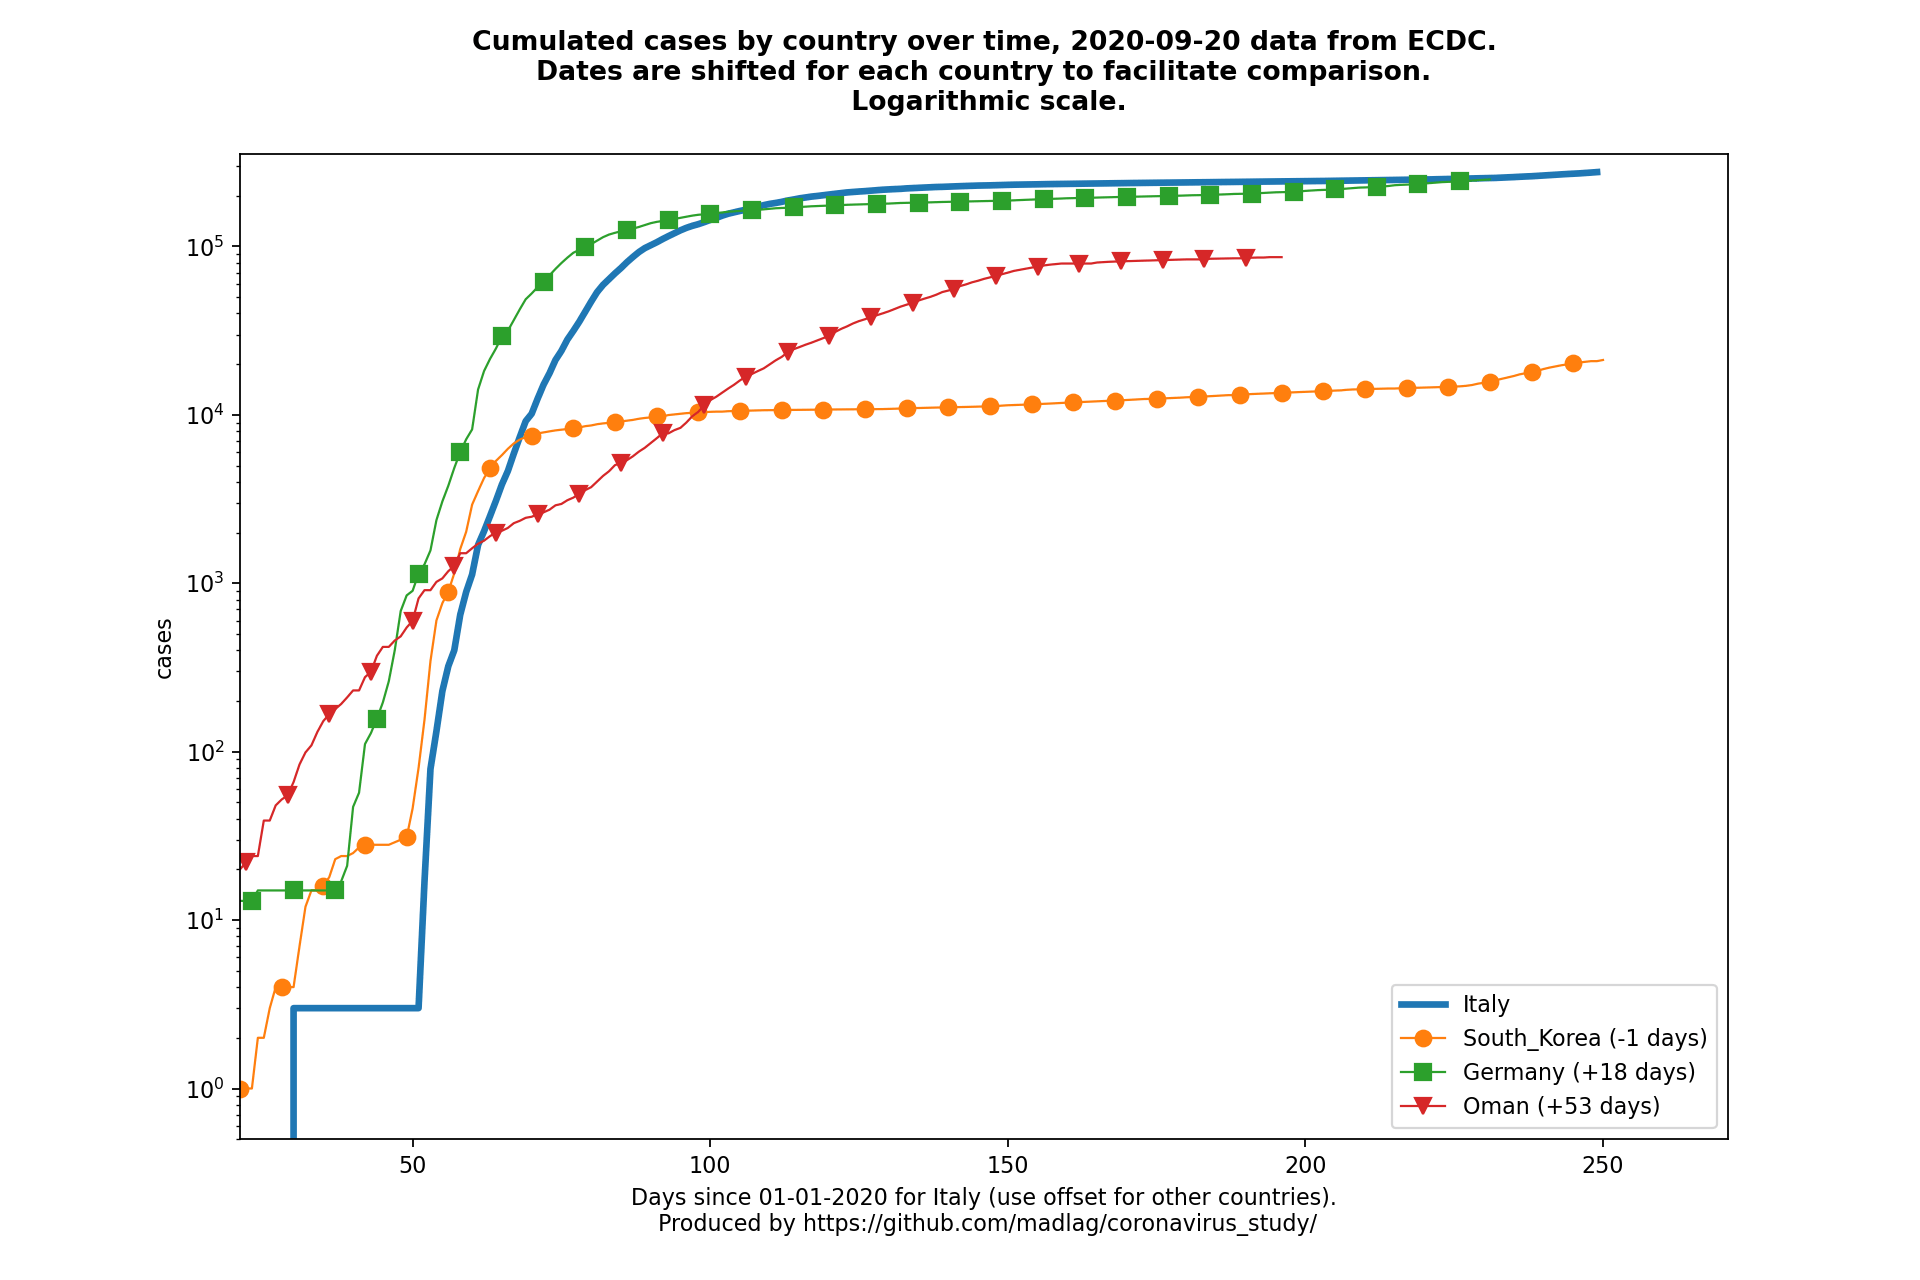 Cumulated cases by country over time, 2020-09-20 data from ECDC.
Dates are shifted for each country to facilitate comparison.
Logarithmic scale.
cases
10^5
10^4
10^3
10^2
10^1
10^0
50 100 150 200 250
Italy
South_Korea (-1 days)
Germany (+18 days)
Oman (+53 days)
Days since 01-01-2020 for Italy (use offset for other countries).
Produced by https://github.com/madlag/coronavirus_study/